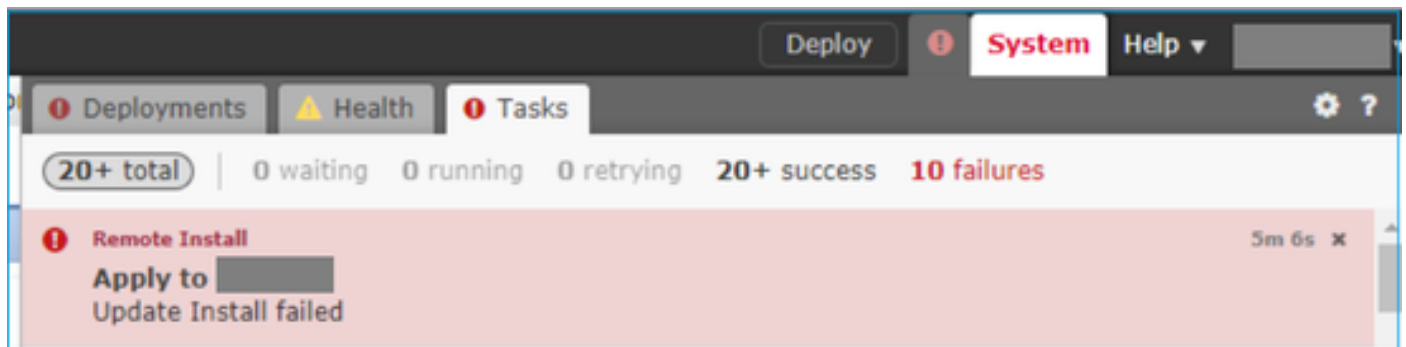 Deploy System Help
Deployments Health Tasks ?
20+ total 0 waiting 0 running 0 retrying 20+ success 10 failures
Remote Install 5m 6s
Apply to
Update Install failed